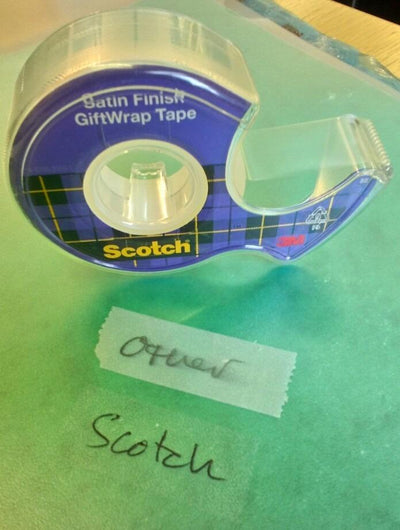 Satin Finish
GiftWrap Tape
Scotch
3M
Other
Scotch